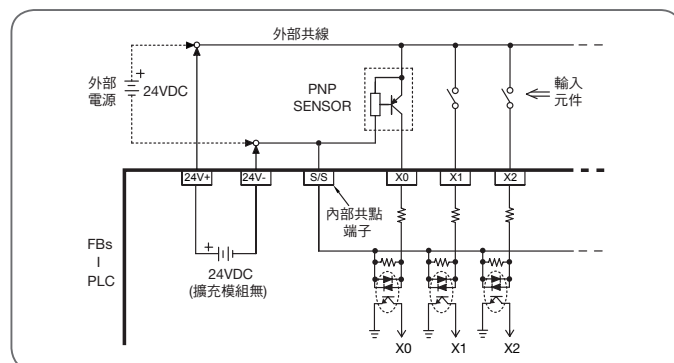 外部共線
外部
電源
+
24VDC
PNP
SENSOR
輸入
元件
24V+
24V-
S/S
X0
X1
X2
內部共點
端子
FBs
I
PLC
+
24VDC
(擴充模組無)
X0
X1
X2